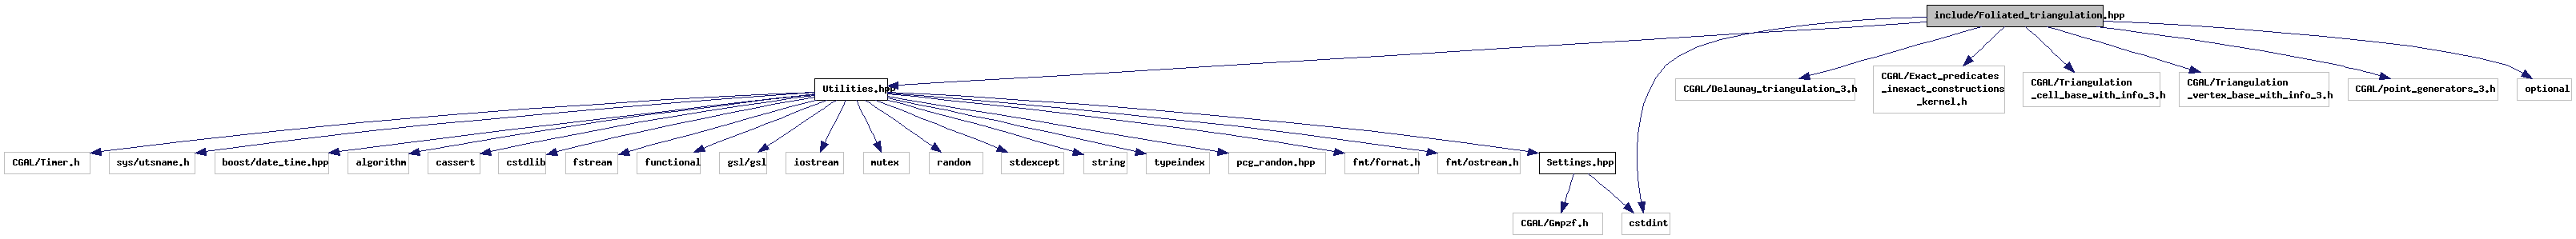 include/Foliated_triangulation.hpp
Utilities.hpp
CGAL/Delaunay_triangulation_3.h
CGAL/Exact_predicates
_inexact_constructions
_kernel.h
CGAL/Triangulation
_cell_base_with_info_3.h
CGAL/Triangulation
_vertex_base_with_info_3.h
CGAL/point_generators_3.h
optional
CGAL/Timer.h
sys/utsname.h
boost/date_time.hpp
algorithm
cassert
cstdlib
fstream
functional
gsl/gsl
iostream
mutex
random
stdexcept
string
typeindex
pcg_random.hpp
fmt/format.h
fmt/ostream.h
Settings.hpp
CGAL/Gmpzf.h
cstdint